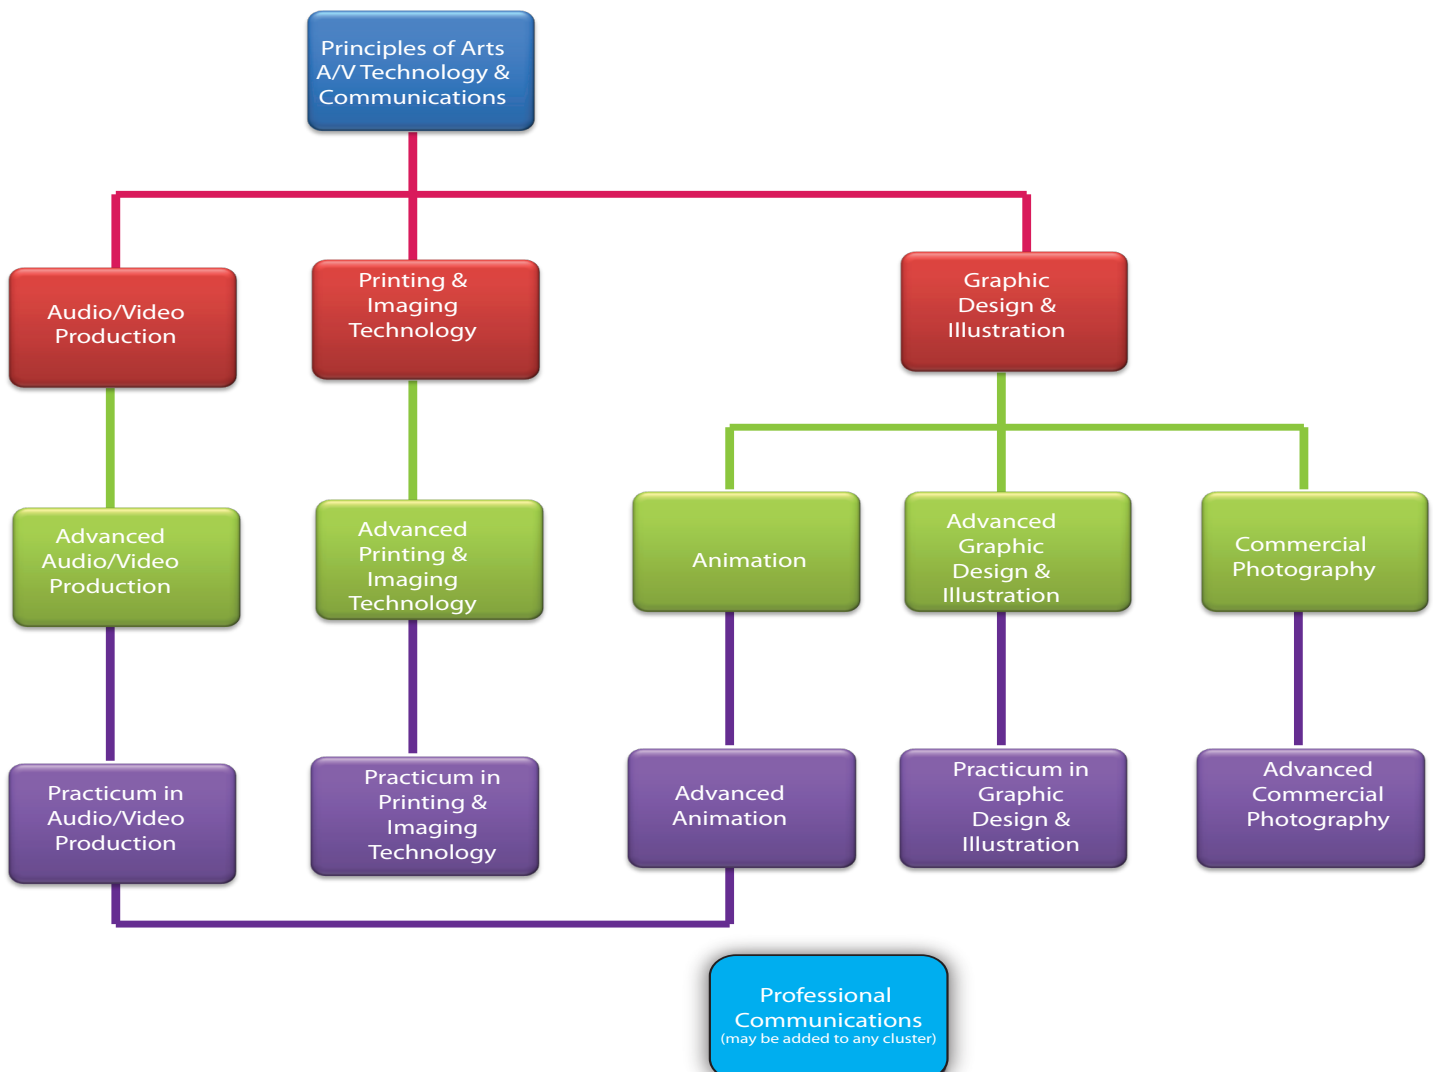 Principles of Arts
A/V Technology &
Communications
Audio/Video
Production
Printing &
Imaging
Technology
Graphic
Design &
Illustration
Advanced
Audio/Video
Production
Advanced
Printing &
Imaging
Technology
Animation
Advanced
Graphic
Design &
Illustration
Commercial
Photography
Practicum in
Audio/Video
Production
Practicum in
Printing &
Imaging
Technology
Advanced
Animation
Practicum in
Graphic
Design &
Illustration
Advanced
Commercial
Photography
Professional
Communications
(may be added to any cluster)